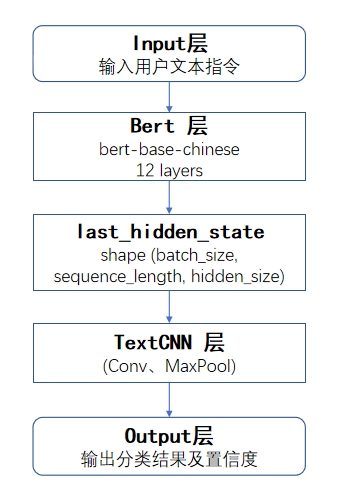 Input层
输入用户文本指令
Bert 层
bert-base-chinese
12 layers
last_hidden_state
shape (batch_size,
sequence_length, hidden_size)
TextCNN 层
(Conv、MaxPool)
Output层
输出分类结果及置信度